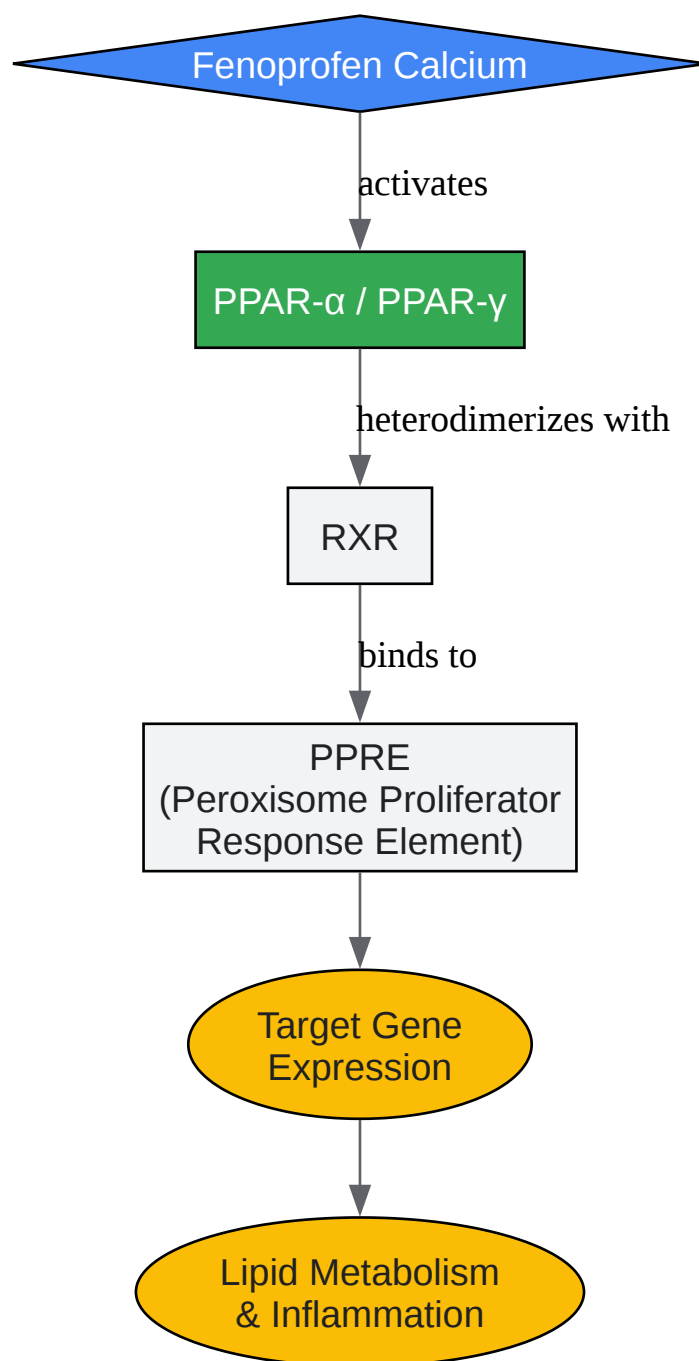 Fenoprofen Calcium
activates
PPAR-α / PPAR-γ
heterodimerizes with
RXR
binds to
PPRE
(Peroxisome Proliferator
Response Element)
Target Gene
Expression
Lipid Metabolism
& Inflammation